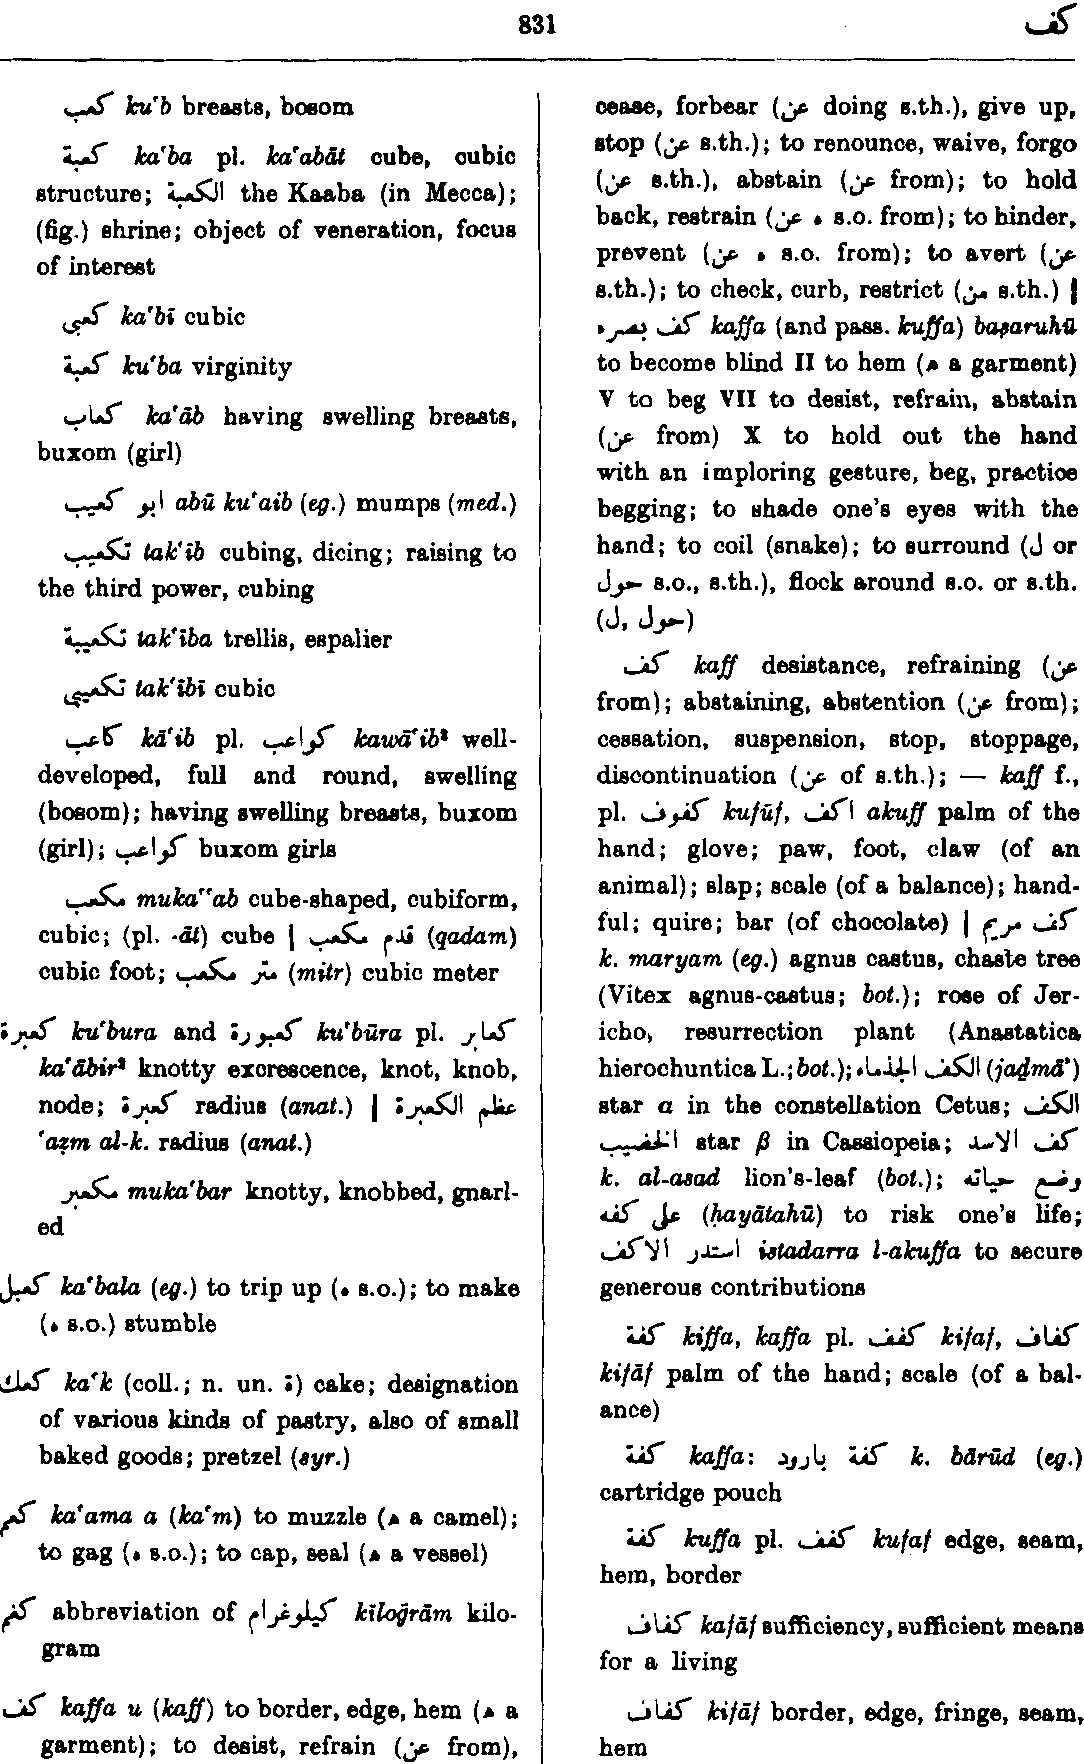 831
كف
كعب ku‘b breasts, bosom
كعبة ka‘ba pl. ka‘abāt cube, cubic
structure; الكعبة the Kaaba (in Mecca);
(fig.) shrine; object of veneration, focus
of interest
كعبى ka‘bī cubic
كعبة ku‘ba virginity
كعاب ka‘āb having swelling breasts,
buxom (girl)
ابو كعيب abū ku‘aib (eg.) mumps (med.)
تكعيب tak‘īb cubing, dicing; raising to
the third power, cubing
تكعيبة tak‘ība trellis, espalier
تكعيبى tak‘ībī cubic
كاعب kā‘ib pl. كواعب kawā‘ib² well-
developed, full and round, swelling
(bosom); having swelling breasts, buxom
(girl); كواعب buxom girls
مكعب muka‘‘ab cube-shaped, cubiform,
cubic; (pl. -āt) cube | قدم مكعب (qadam)
cubic foot; متر مكعب (mitr) cubic meter
كعبرة ku‘bura and كعبورة ku‘būra pl. كعابر
ka‘ābir² knotty excrescence, knot, knob,
node; كعبرة radius (anat.) | عظم الكعبرة
‘aẓm al-k. radius (anat.)
مكعبر muka‘bar knotty, knobbed, gnarl-
ed
كعبل ka‘bala (eg.) to trip up (ه s.o.); to make
(ه s.o.) stumble
كعك ka‘k (coll.; n. un. ة) cake; designation
of various kinds of pastry, also of small
baked goods; pretzel (syr.)
كعم ka‘ama a (ka‘m) to muzzle (ﻫ a camel);
to gag (ه s.o.); to cap, seal (ﻫ a vessel)
كغم abbreviation of كيلوغرام kīloḡrām kilo-
gram
كف kaffa u (kaff) to border, edge, hem (ﻫ a
garment); to desist, refrain (عن from),
cease, forbear (عن doing s.th.), give up,
stop (عن s.th.); to renounce, waive, forgo
(عن s.th.), abstain (عن from); to hold
back, restrain (عن ه s.o. from); to hinder,
prevent (عن ه s.o. from); to avert (عن
s.th.); to check, curb, restrict (من s.th.) |
كف بصره kaffa (and pass. kuffa) baṣaruhū
to become blind II to hem (ﻫ a garment)
V to beg VII to desist, refrain, abstain
(عن from) X to hold out the hand
with an imploring gesture, beg, practice
begging; to shade one's eyes with the
hand; to coil (snake); to surround (ل or
حول s.o., s.th.), flock around s.o. or s.th.
(حول ,ل)
كف kaff desistance, refraining (عن
from); abstaining, abstention (عن from);
cessation, suspension, stop, stoppage,
discontinuation (عن of s.th.); — kaff f.,
pl. كفوف kufūf, اكف akuff palm of the
hand; glove; paw, foot, claw (of an
animal); slap; scale (of a balance); hand-
ful; quire; bar (of chocolate) | كف مريم
k. maryam (eg.) agnus castus, chaste tree
(Vitex agnus-castus; bot.); rose of Jer-
icho, resurrection plant (Anastatica
hierochuntica L.; bot.); الكف الجذماء (jaḏmā’)
star α in the constellation Cetus; الكف
الخضيب star β in Cassiopeia; كف الاسد
k. al-asad lion's-leaf (bot.); وضع حياته
على كفه (ḥayātahū) to risk one's life;
استدر الاكف istadarra l-akuffa to secure
generous contributions
كفة kiffa, kaffa pl. كفف kifaf, كفاف
kifāf palm of the hand; scale (of a bal-
ance)
كفة kaffa: كفة بارود k. bārūd (eg.)
cartridge pouch
كفة kuffa pl. كفف kufaf edge, seam,
hem, border
كفاف kafāf sufficiency, sufficient means
for a living
كفاف kifāf border, edge, fringe, seam,
hem